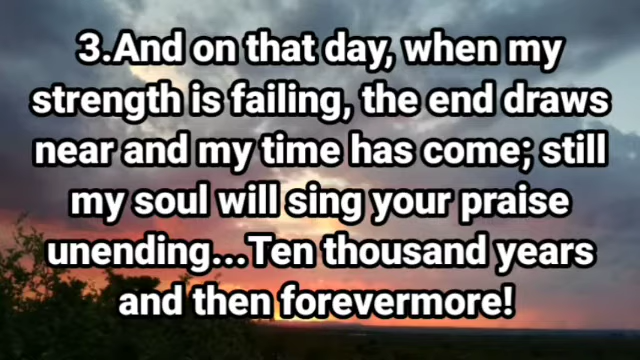 3.And on that day, when my
strength is failing, the end draws
near and my time has come; still
my soul will sing your praise
unending...Ten thousand years
and then forevermore!